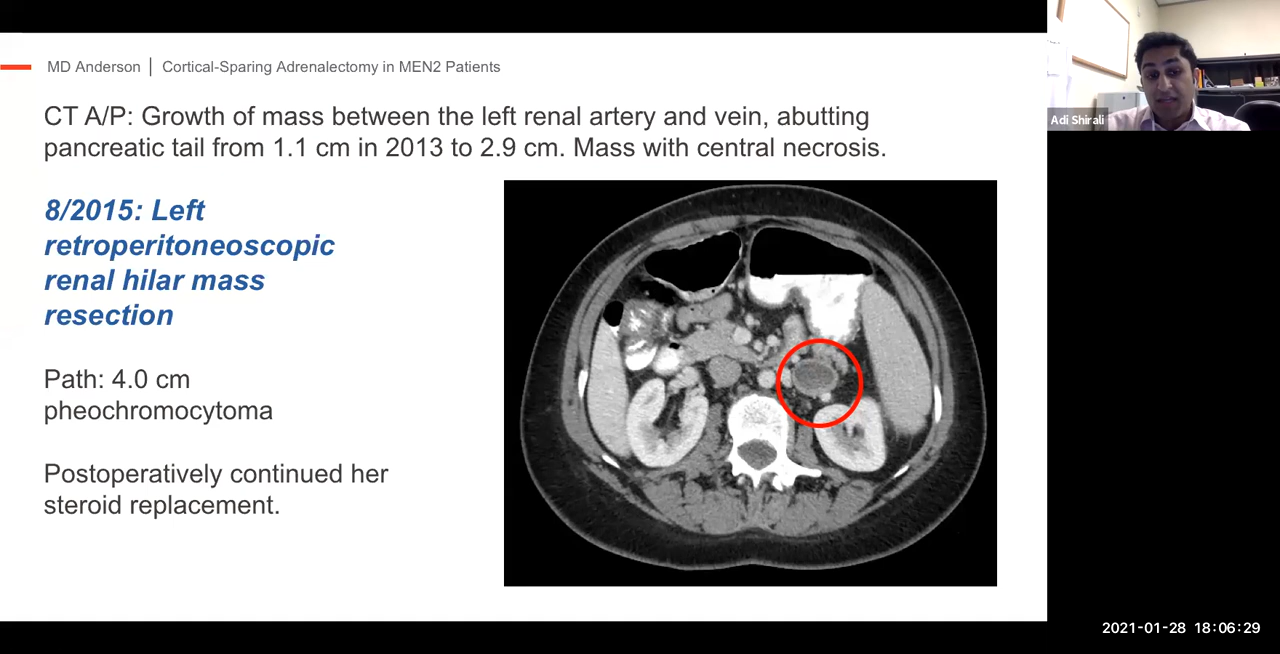 MD Anderson | Cortical-Sparing Adrenalectomy in MEN2 Patients
Adi Shirali
CT A/P: Growth of mass between the left renal artery and vein, abutting
pancreatic tail from 1.1 cm in 2013 to 2.9 cm. Mass with central necrosis.
8/2015: Left
retroperitoneoscopic
renal hilar mass
resection
Path: 4.0 cm
pheochromocytoma
Postoperatively continued her
steroid replacement.
2021-01-28 18:06:29